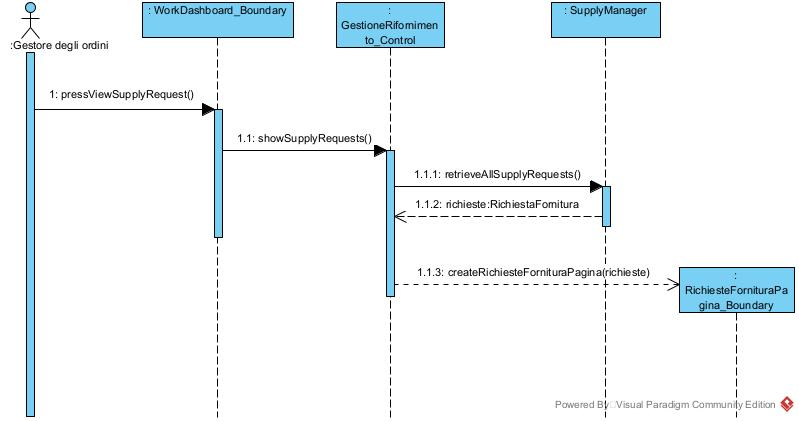 : WorkDashboard_Boundary
:
GestioneRifornimen
to_Control
: SupplyManager
:Gestore degli ordini
1: pressViewSupplyRequest()
1.1: showSupplyRequests()
1.1.1: retrieveAllSupplyRequests()
1.1.2: richieste:RichiestaFornitura
1.1.3: createRichiesteFornituraPagina(richieste)
:
RichiesteFornituraPa
gina_Boundary
Powered By Visual Paradigm Community Edition